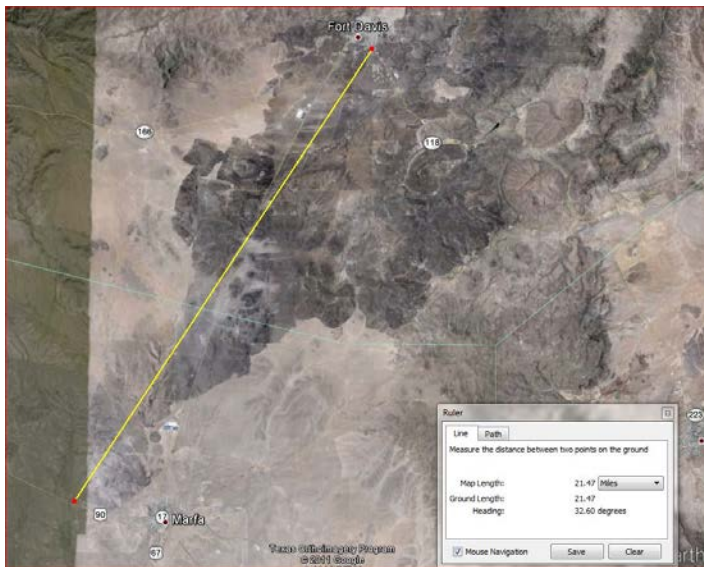 Fort Davis
166
118
223
90
17
Marfa
67
Texas Orthoimagery Program
© 2011 Google
arth
Ruler
Line
Path
Measure the distance between two points on the ground
Map Length:
21.47
Miles
Ground Length:
21.47
Heading:
32.60 degrees
Mouse Navigation
Save
Clear